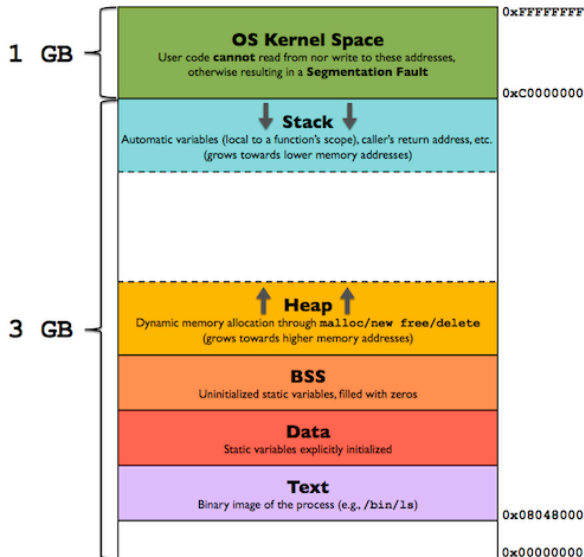 0xFFFFFFFF
OS Kernel Space
1 GB
User code cannot read from nor write to these addresses,
otherwise resulting in a Segmentation Fault
0xC0000000
Stack
Automatic variables (local to a function's scope), caller's return address, etc.
(grows towards lower memory addresses)
Heap
3 GB
Dynamic memory allocation through malloc/new free/delete
(grows towards higher memory addresses)
BSS
Uninitialized static variables, filled with zeros
Data
Static variables explicitly initialized
Text
Binary image of the process (e.g., /bin/ls)
0x08048000
0x00000000